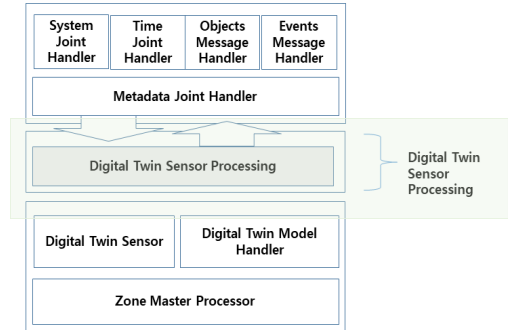 System
Joint
Handler
Time
Joint
Handler
Objects
Message
Handler
Events
Message
Handler
Metadata Joint Handler
Digital Twin Sensor Processing
Digital Twin
Sensor
Processing
Digital Twin Sensor
Digital Twin Model
Handler
Zone Master Processor